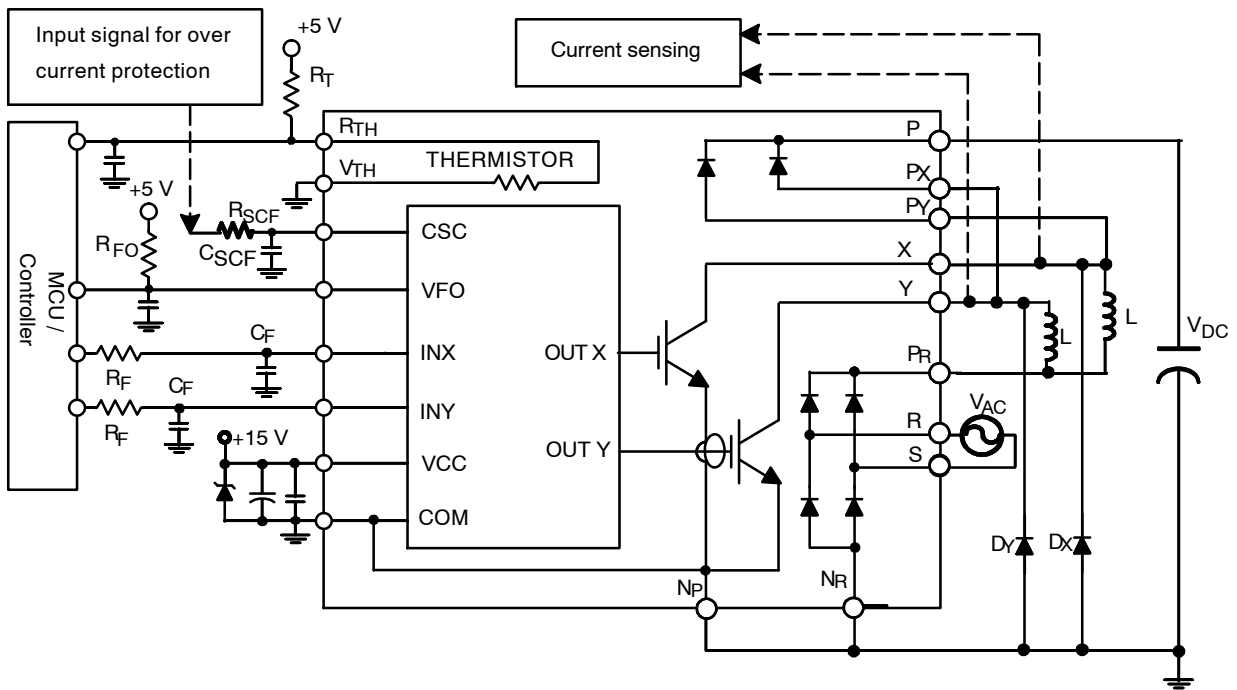 Input signal for over
current protection
+5 V
RT
Current sensing
RTH
VTH
THERMISTOR
P
PX
PY
X
Y
+5 V
RSCF
CSCF
CSC
RFO
MCU /
Controller
VFO
L
L
VDC
CF
INX
OUT X
RF
CF
PR
VAC
INY
R
RF
+15 V
OUT Y
S
VCC
COM
DY
DX
NP
NR